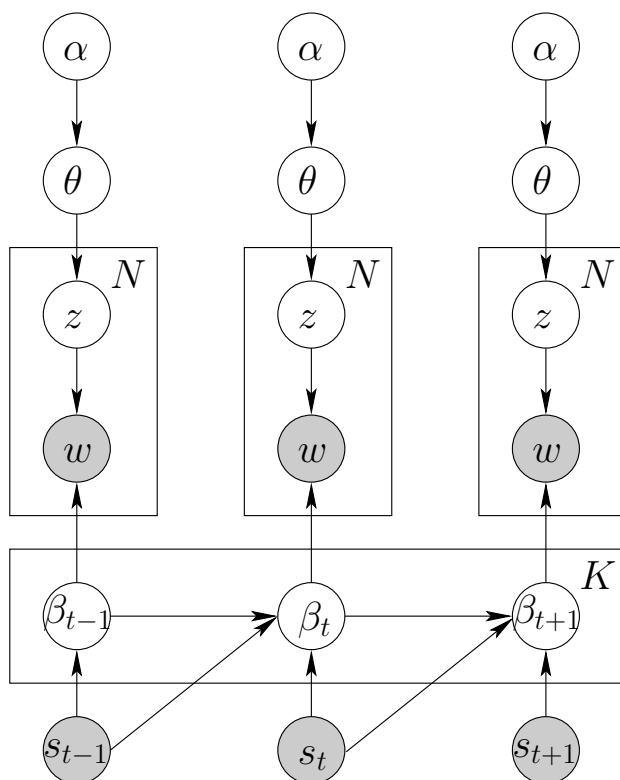 α α α
θ θ θ
N N N
z z z
w w w
K
β_{t−1} β_t β_{t+1}
s_{t−1} s_t s_{t+1}